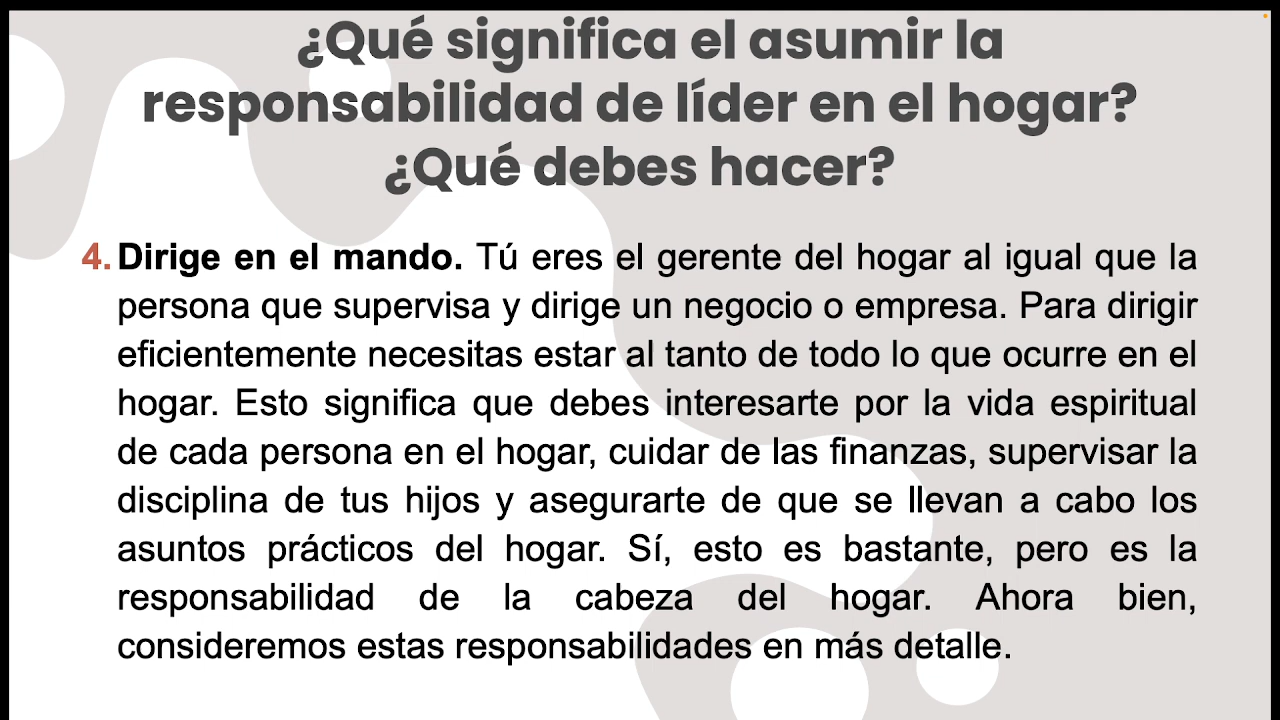 ¿Qué significa el asumir la
responsabilidad de líder en el hogar?
¿Qué debes hacer?
4. Dirige en el mando. Tú eres el gerente del hogar al igual que la
persona que supervisa y dirige un negocio o empresa. Para dirigir
eficientemente necesitas estar al tanto de todo lo que ocurre en el
hogar. Esto significa que debes interesarte por la vida espiritual
de cada persona en el hogar, cuidar de las finanzas, supervisar la
disciplina de tus hijos y asegurarte de que se llevan a cabo los
asuntos prácticos del hogar. Sí, esto es bastante, pero es la
responsabilidad de la cabeza del hogar. Ahora bien,
consideremos estas responsabilidades en más detalle.